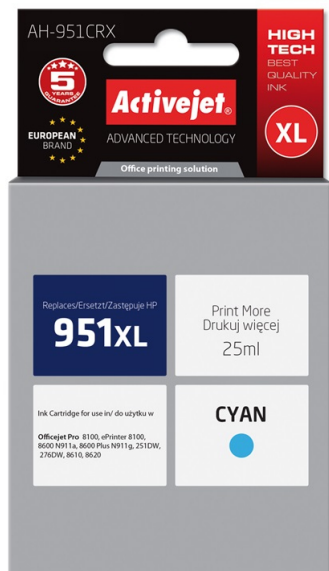 AH-951CRX
HIGH
TECH
BEST
QUALITY
INK
5
YEARS
GUARANTEE
Activejet®
XL
EUROPEAN
BRAND
ADVANCED TECHNOLOGY
Office printing solution
Replaces/Ersetzt/Zastępuje HP
951XL
Print More
Drukuj więcej
25ml
Ink Cartridge for use in/ do użytku w
Officejet Pro 8100, ePrinter 8100,
8600 N911a, 8600 Plus N911g, 251DW,
276DW, 8610, 8620
CYAN